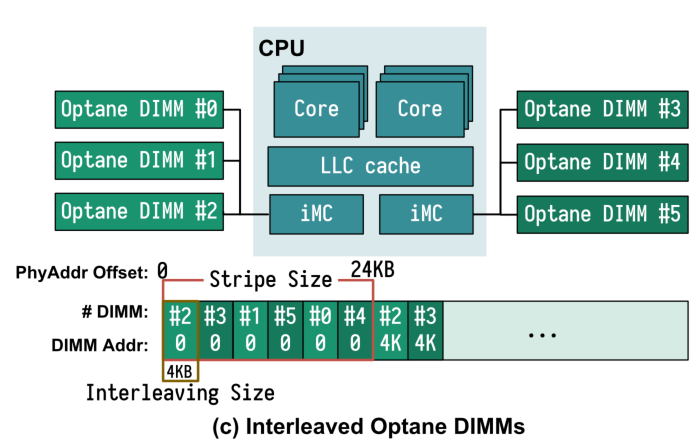 CPU
Optane DIMM #0
Core
Core
Optane DIMM #3
Optane DIMM #1
LLC cache
Optane DIMM #4
Optane DIMM #2
iMC
iMC
Optane DIMM #5
PhyAddr Offset: 0 24KB
Stripe Size
# DIMM: #2 #3 #1 #5 #0 #4 #2 #3
DIMM Addr: 0 0 0 0 0 0 4K 4K
...
4KB
Interleaving Size
(c) Interleaved Optane DIMMs